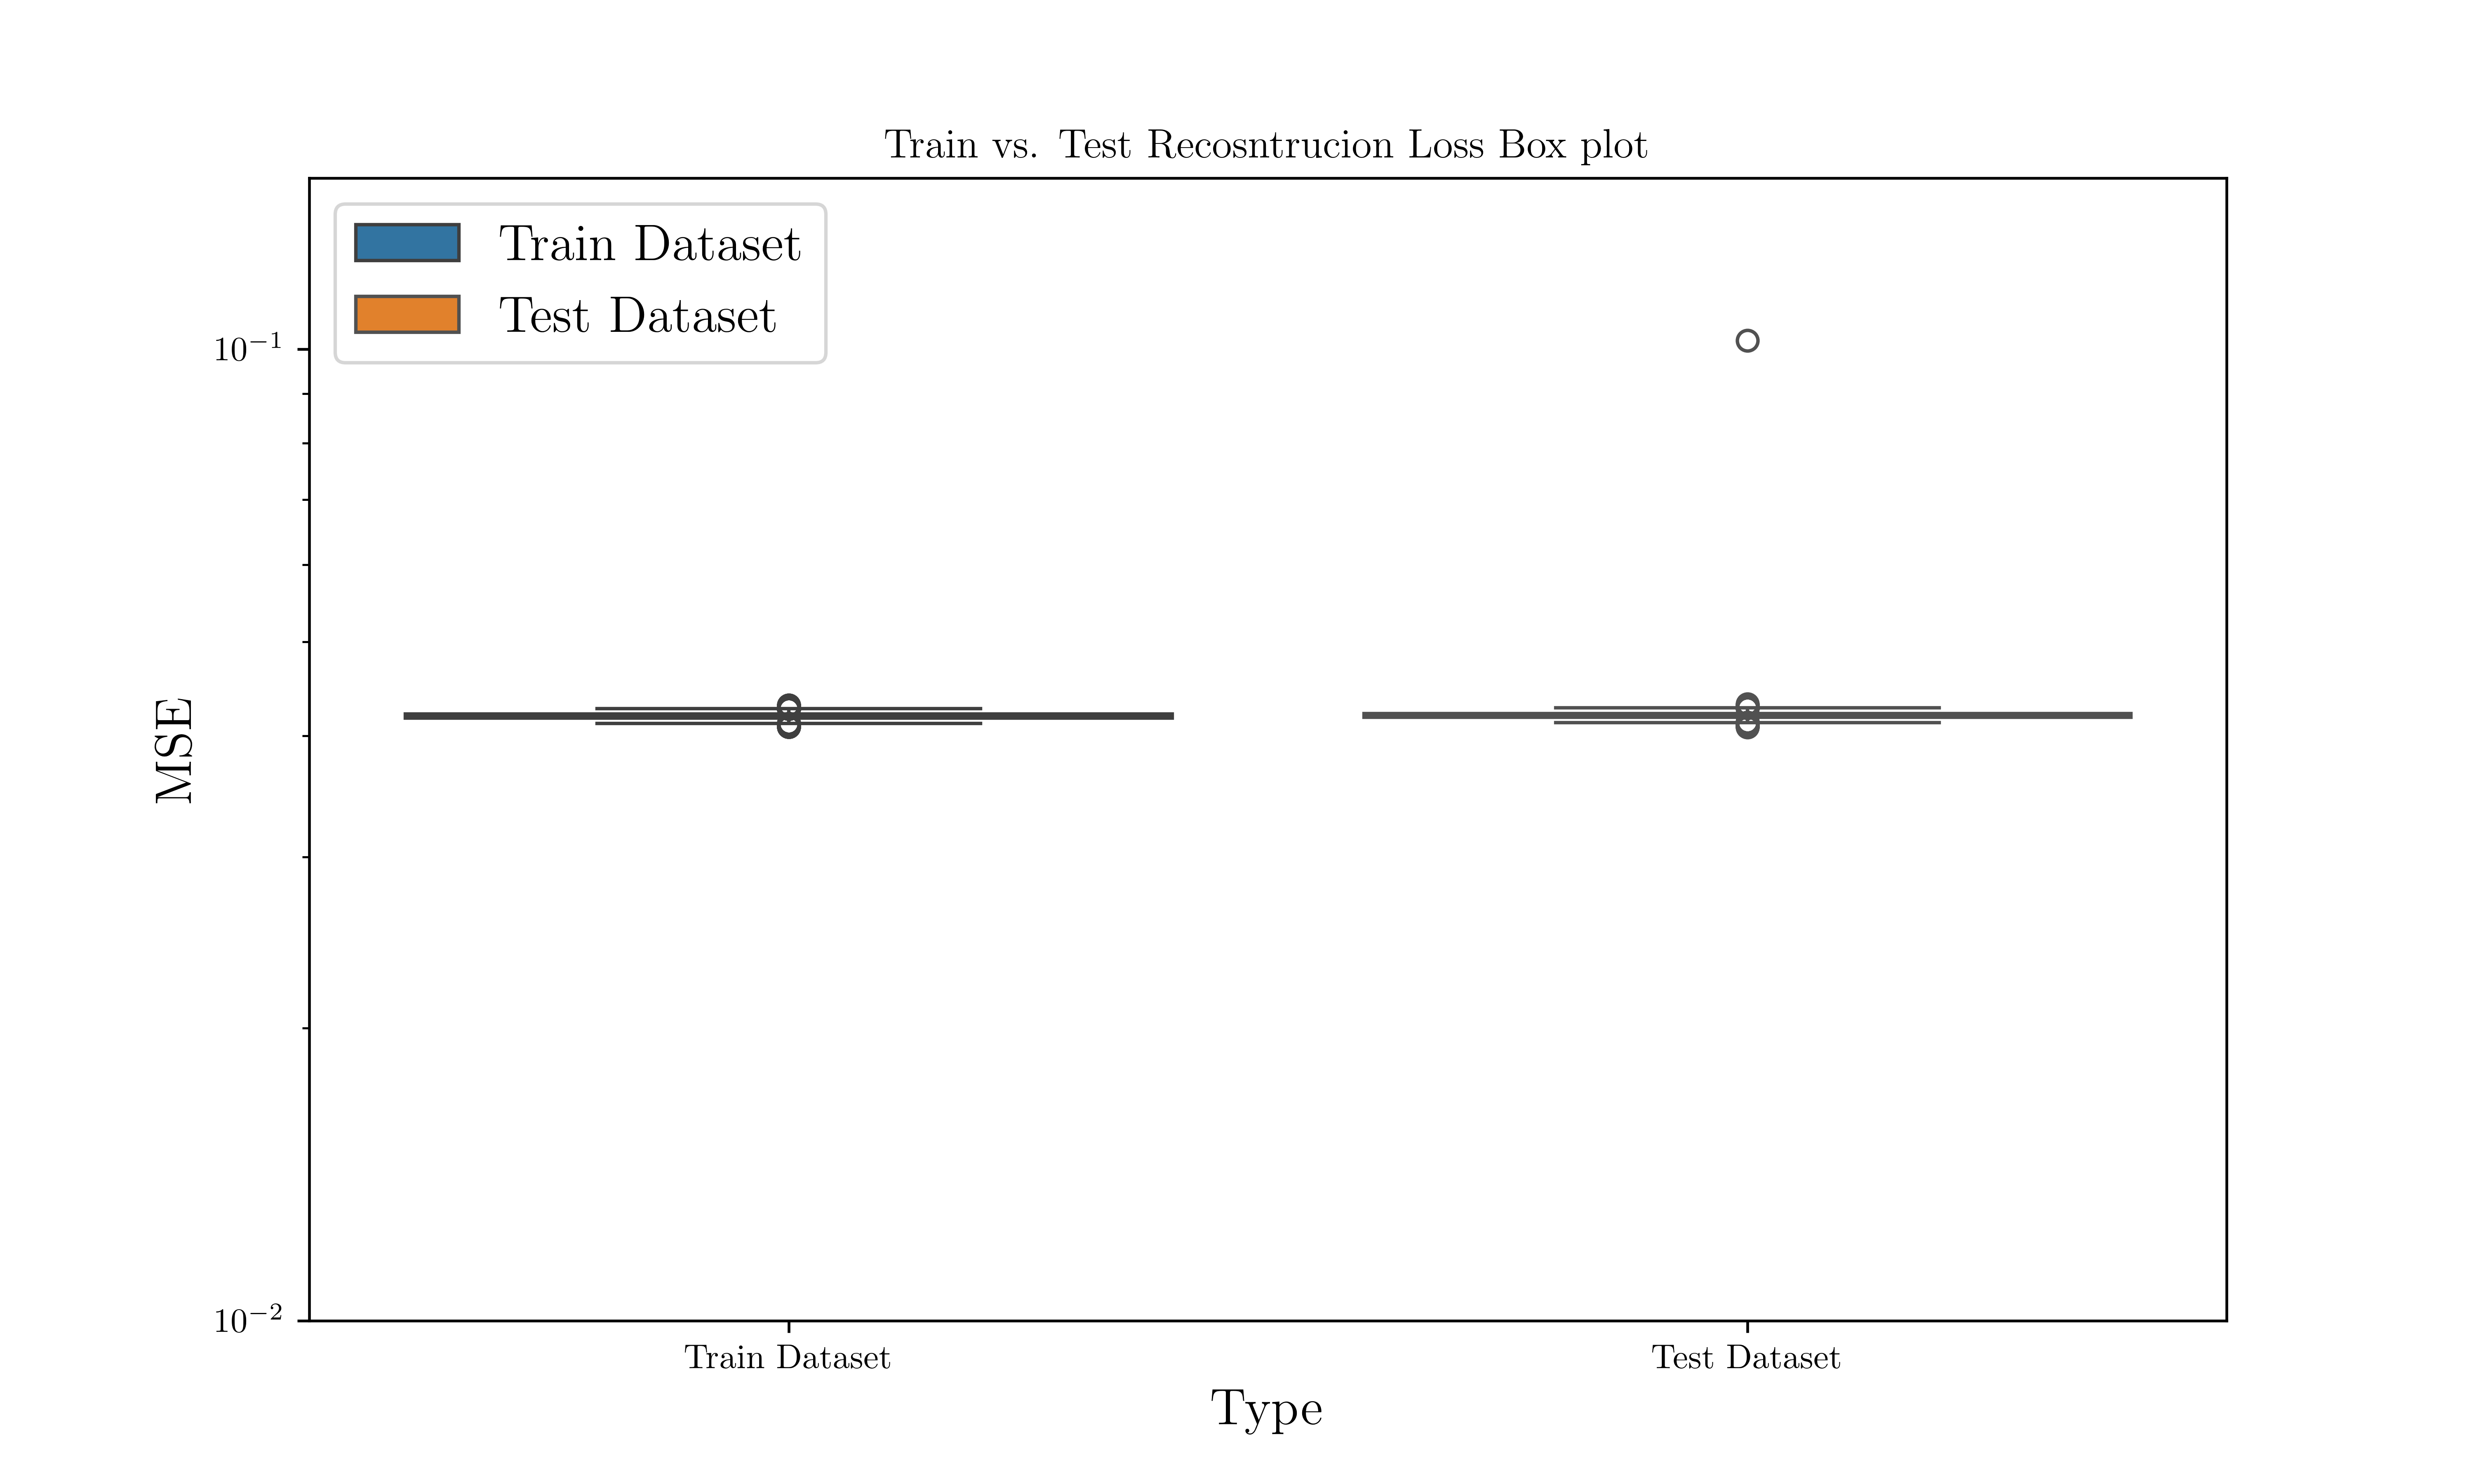 Train vs. Test Recosntrucion Loss Box plot
Train Dataset
Test Dataset
10⁻¹
MSE
10⁻²
Train Dataset
Test Dataset
Type